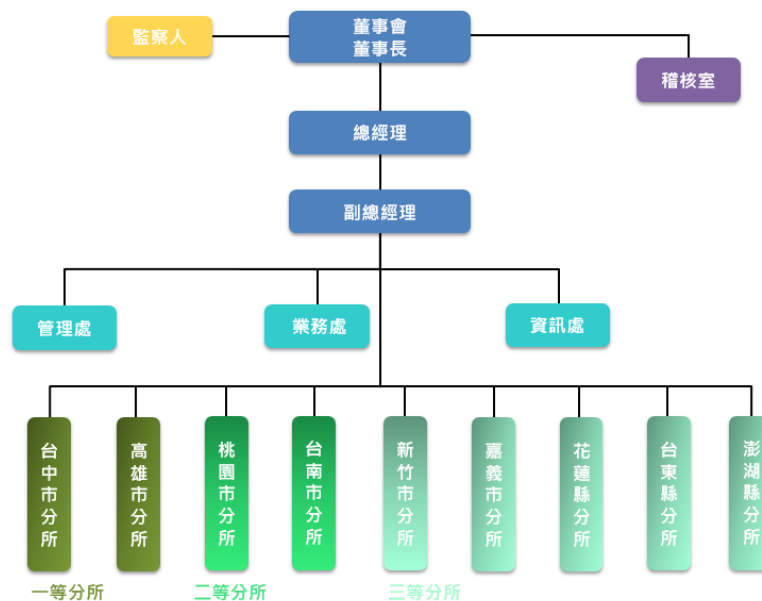 監察人
董事會
董事長
稽核室
總經理
副總經理
管理處
業務處
資訊處
台中市分所
高雄市分所
桃園市分所
台南市分所
新竹市分所
嘉義市分所
花蓮縣分所
台東縣分所
澎湖縣分所
一等分所
二等分所
三等分所